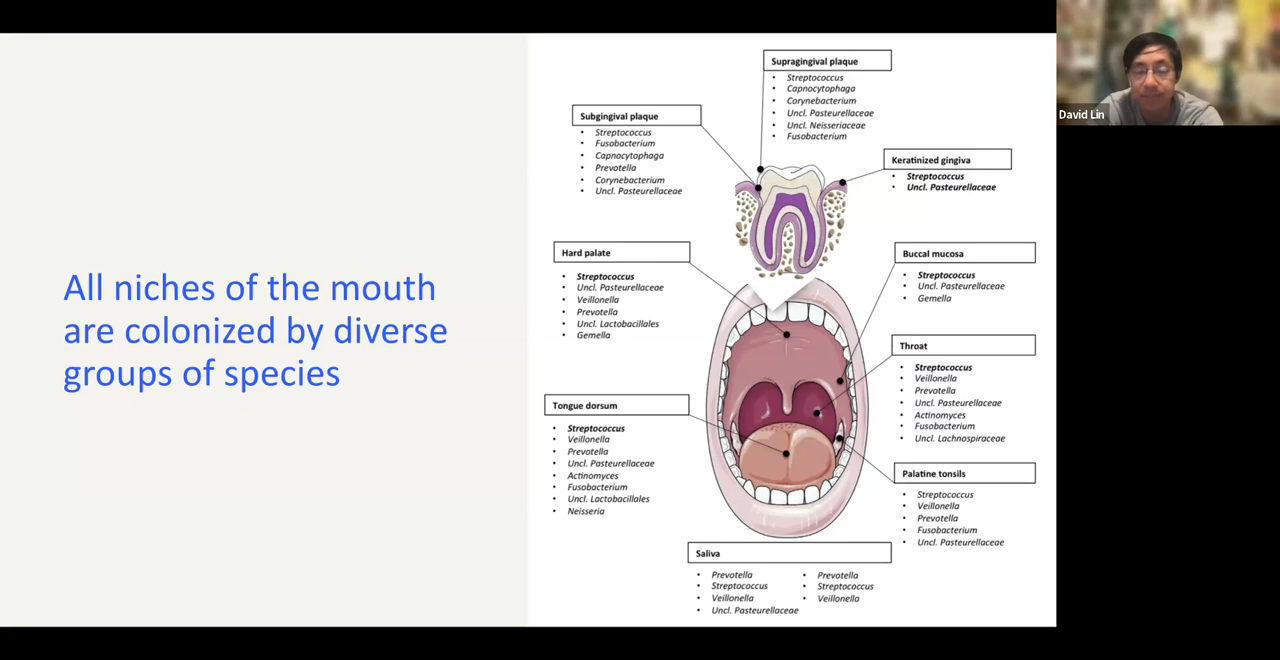 All niches of the mouth
are colonized by diverse
groups of species
Supragingival plaque
• Streptococcus
• Capnocytophaga
• Corynebacterium
• Uncl. Pasteurellaceae
• Uncl. Neisseriaceae
• Fusobacterium
Subgingival plaque
• Streptococcus
• Fusobacterium
• Capnocytophaga
• Prevotella
• Corynebacterium
• Uncl. Pasteurellaceae
Keratinized gingiva
• Streptococcus
• Uncl. Pasteurellaceae
Hard palate
• Streptococcus
• Uncl. Pasteurellaceae
• Veillonella
• Prevotella
• Uncl. Lactobacillales
• Gemella
Buccal mucosa
• Streptococcus
• Uncl. Pasteurellaceae
• Gemella
Throat
• Streptococcus
• Veillonella
• Prevotella
• Uncl. Pasteurellaceae
• Actinomyces
• Fusobacterium
• Uncl. Lachnospiraceae
Tongue dorsum
• Streptococcus
• Veillonella
• Prevotella
• Uncl. Pasteurellaceae
• Actinomyces
• Fusobacterium
• Uncl. Lactobacillales
• Neisseria
Palatine tonsils
• Streptococcus
• Veillonella
• Prevotella
• Fusobacterium
• Uncl. Pasteurellaceae
Saliva
• Prevotella
• Streptococcus
• Veillonella
• Uncl. Pasteurellaceae
• Prevotella
• Streptococcus
• Veillonella
David Lin